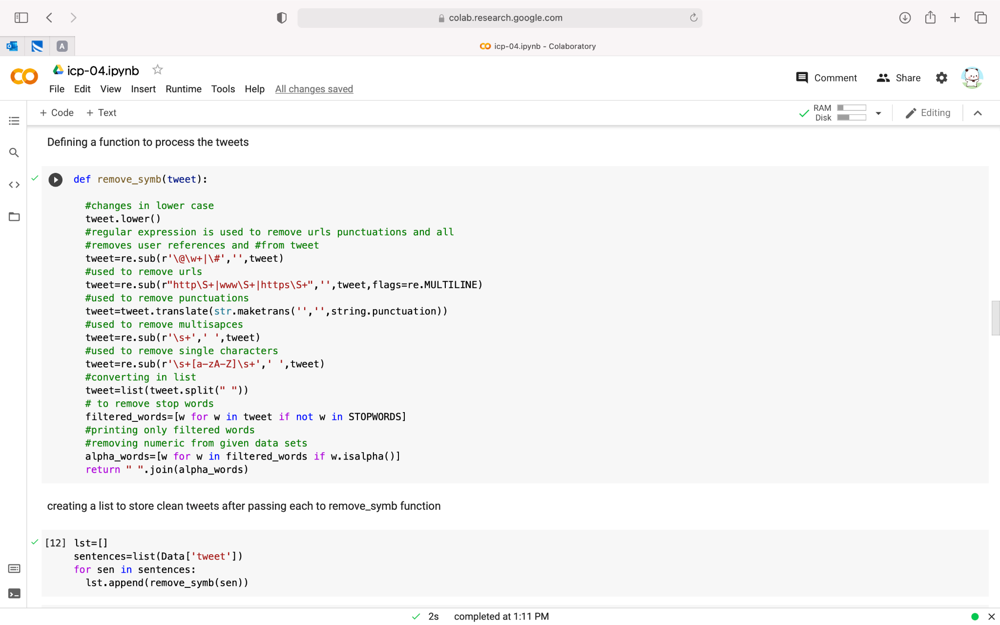 colab.research.google.com
A
icp-04.ipynb - Colaboratory
icp-04.ipynb
Comment
Share
File Edit View Insert Runtime Tools Help All changes saved
+ Code + Text
RAM
Disk
Editing
Defining a function to process the tweets
def remove_symb(tweet):
#changes in lower case
tweet.lower()
#regular expression is used to remove urls punctuations and all
#removes user references and #from tweet
tweet=re.sub(r'\@\w+|\#','',tweet)
#used to remove urls
tweet=re.sub(r"http\S+|www\S+|https\S+",'',tweet,flags=re.MULTILINE)
#used to remove punctuations
tweet=tweet.translate(str.maketrans('','',string.punctuation))
#used to remove multisapces
tweet=re.sub(r'\s+',' ',tweet)
#used to remove single characters
tweet=re.sub(r'\s+[a-zA-Z]\s+',' ',tweet)
#converting in list
tweet=list(tweet.split(" "))
# to remove stop words
filtered_words=[w for w in tweet if not w in STOPWORDS]
#printing only filtered words
#removing numeric from given data sets
alpha_words=[w for w in filtered_words if w.isalpha()]
return " ".join(alpha_words)
creating a list to store clean tweets after passing each to remove_symb function
[12] lst=[]
sentences=list(Data['tweet'])
for sen in sentences:
lst.append(remove_symb(sen))
2s completed at 1:11 PM